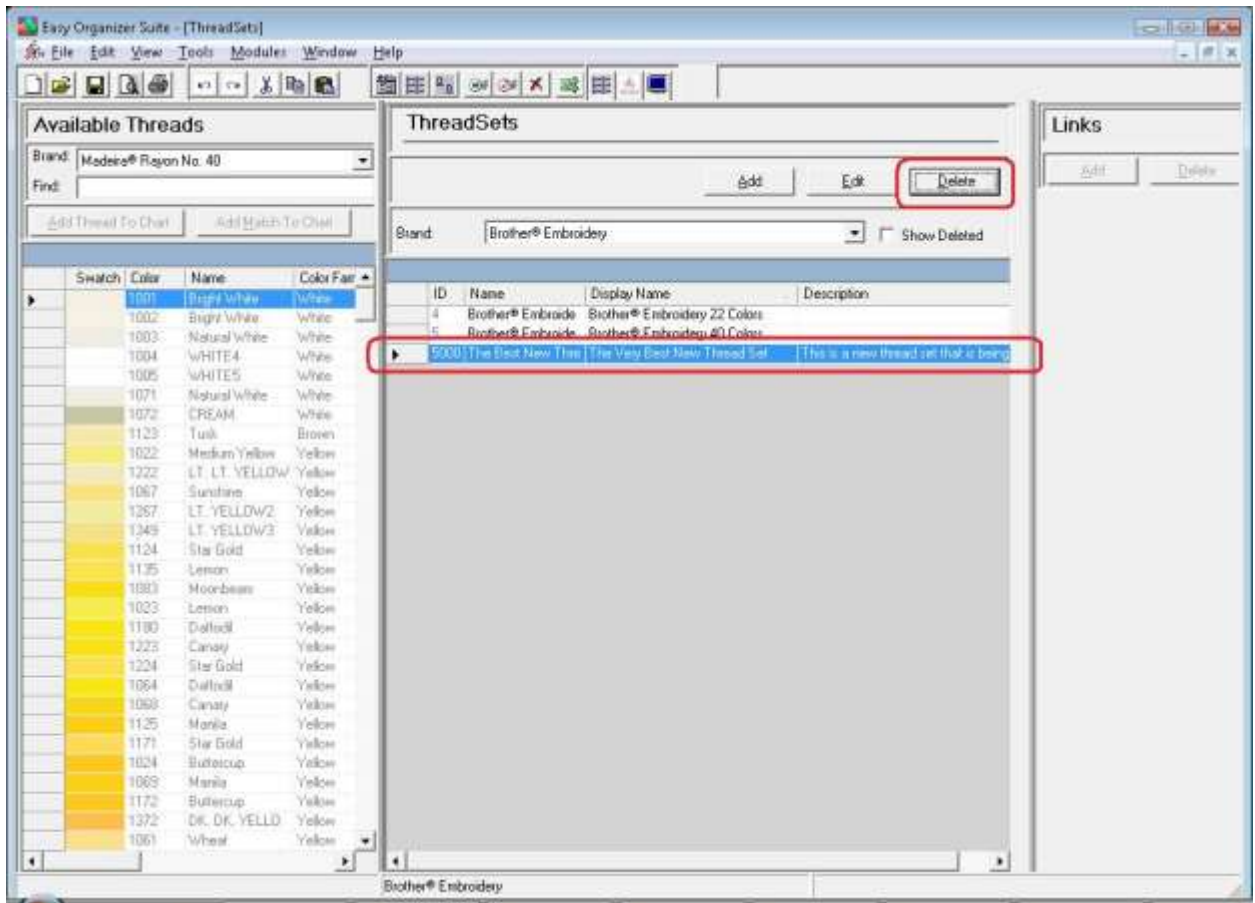 Easy Organizer Suite - [ThreadSets]
File Edit View Tools Modules Window Help
Available Threads
Brand: Madeira® Rayon No. 40
Find:
Add Thread To Chart Add Match To Chart
Swatch Color Name Color Fam
1001 Bright White White
1002 Bright White White
1003 Natural White White
1004 WHITE4 White
1005 WHITE5 White
1071 Natural White White
1072 CREAM White
1123 Tusk Brown
1022 Medium Yellow Yellow
1222 LT. LT. YELLOW Yellow
1067 Sunshine Yellow
1267 LT. YELLOW2 Yellow
1349 LT. YELLOW3 Yellow
1124 Star Gold Yellow
1135 Lemon Yellow
1083 Moonbeam Yellow
1023 Lemon Yellow
1180 Daffodil Yellow
1223 Canary Yellow
1224 Star Gold Yellow
1064 Daffodil Yellow
1068 Canary Yellow
1125 Manila Yellow
1171 Star Gold Yellow
1024 Buttercup Yellow
1069 Manila Yellow
1172 Buttercup Yellow
1372 DK. DK. YELLO Yellow
1061 Wheat Yellow
ThreadSets
Add Edit Delete
Brand: Brother® Embroidery Show Deleted
ID Name Display Name Description
4 Brother® Embroide Brother® Embroidery 22 Colors
5 Brother® Embroide Brother® Embroidery 40 Colors
5000 The Best New Thre The Very Best New Thread Set This is a new thread set that is being
Links
Add Delete
Brother® Embroidery